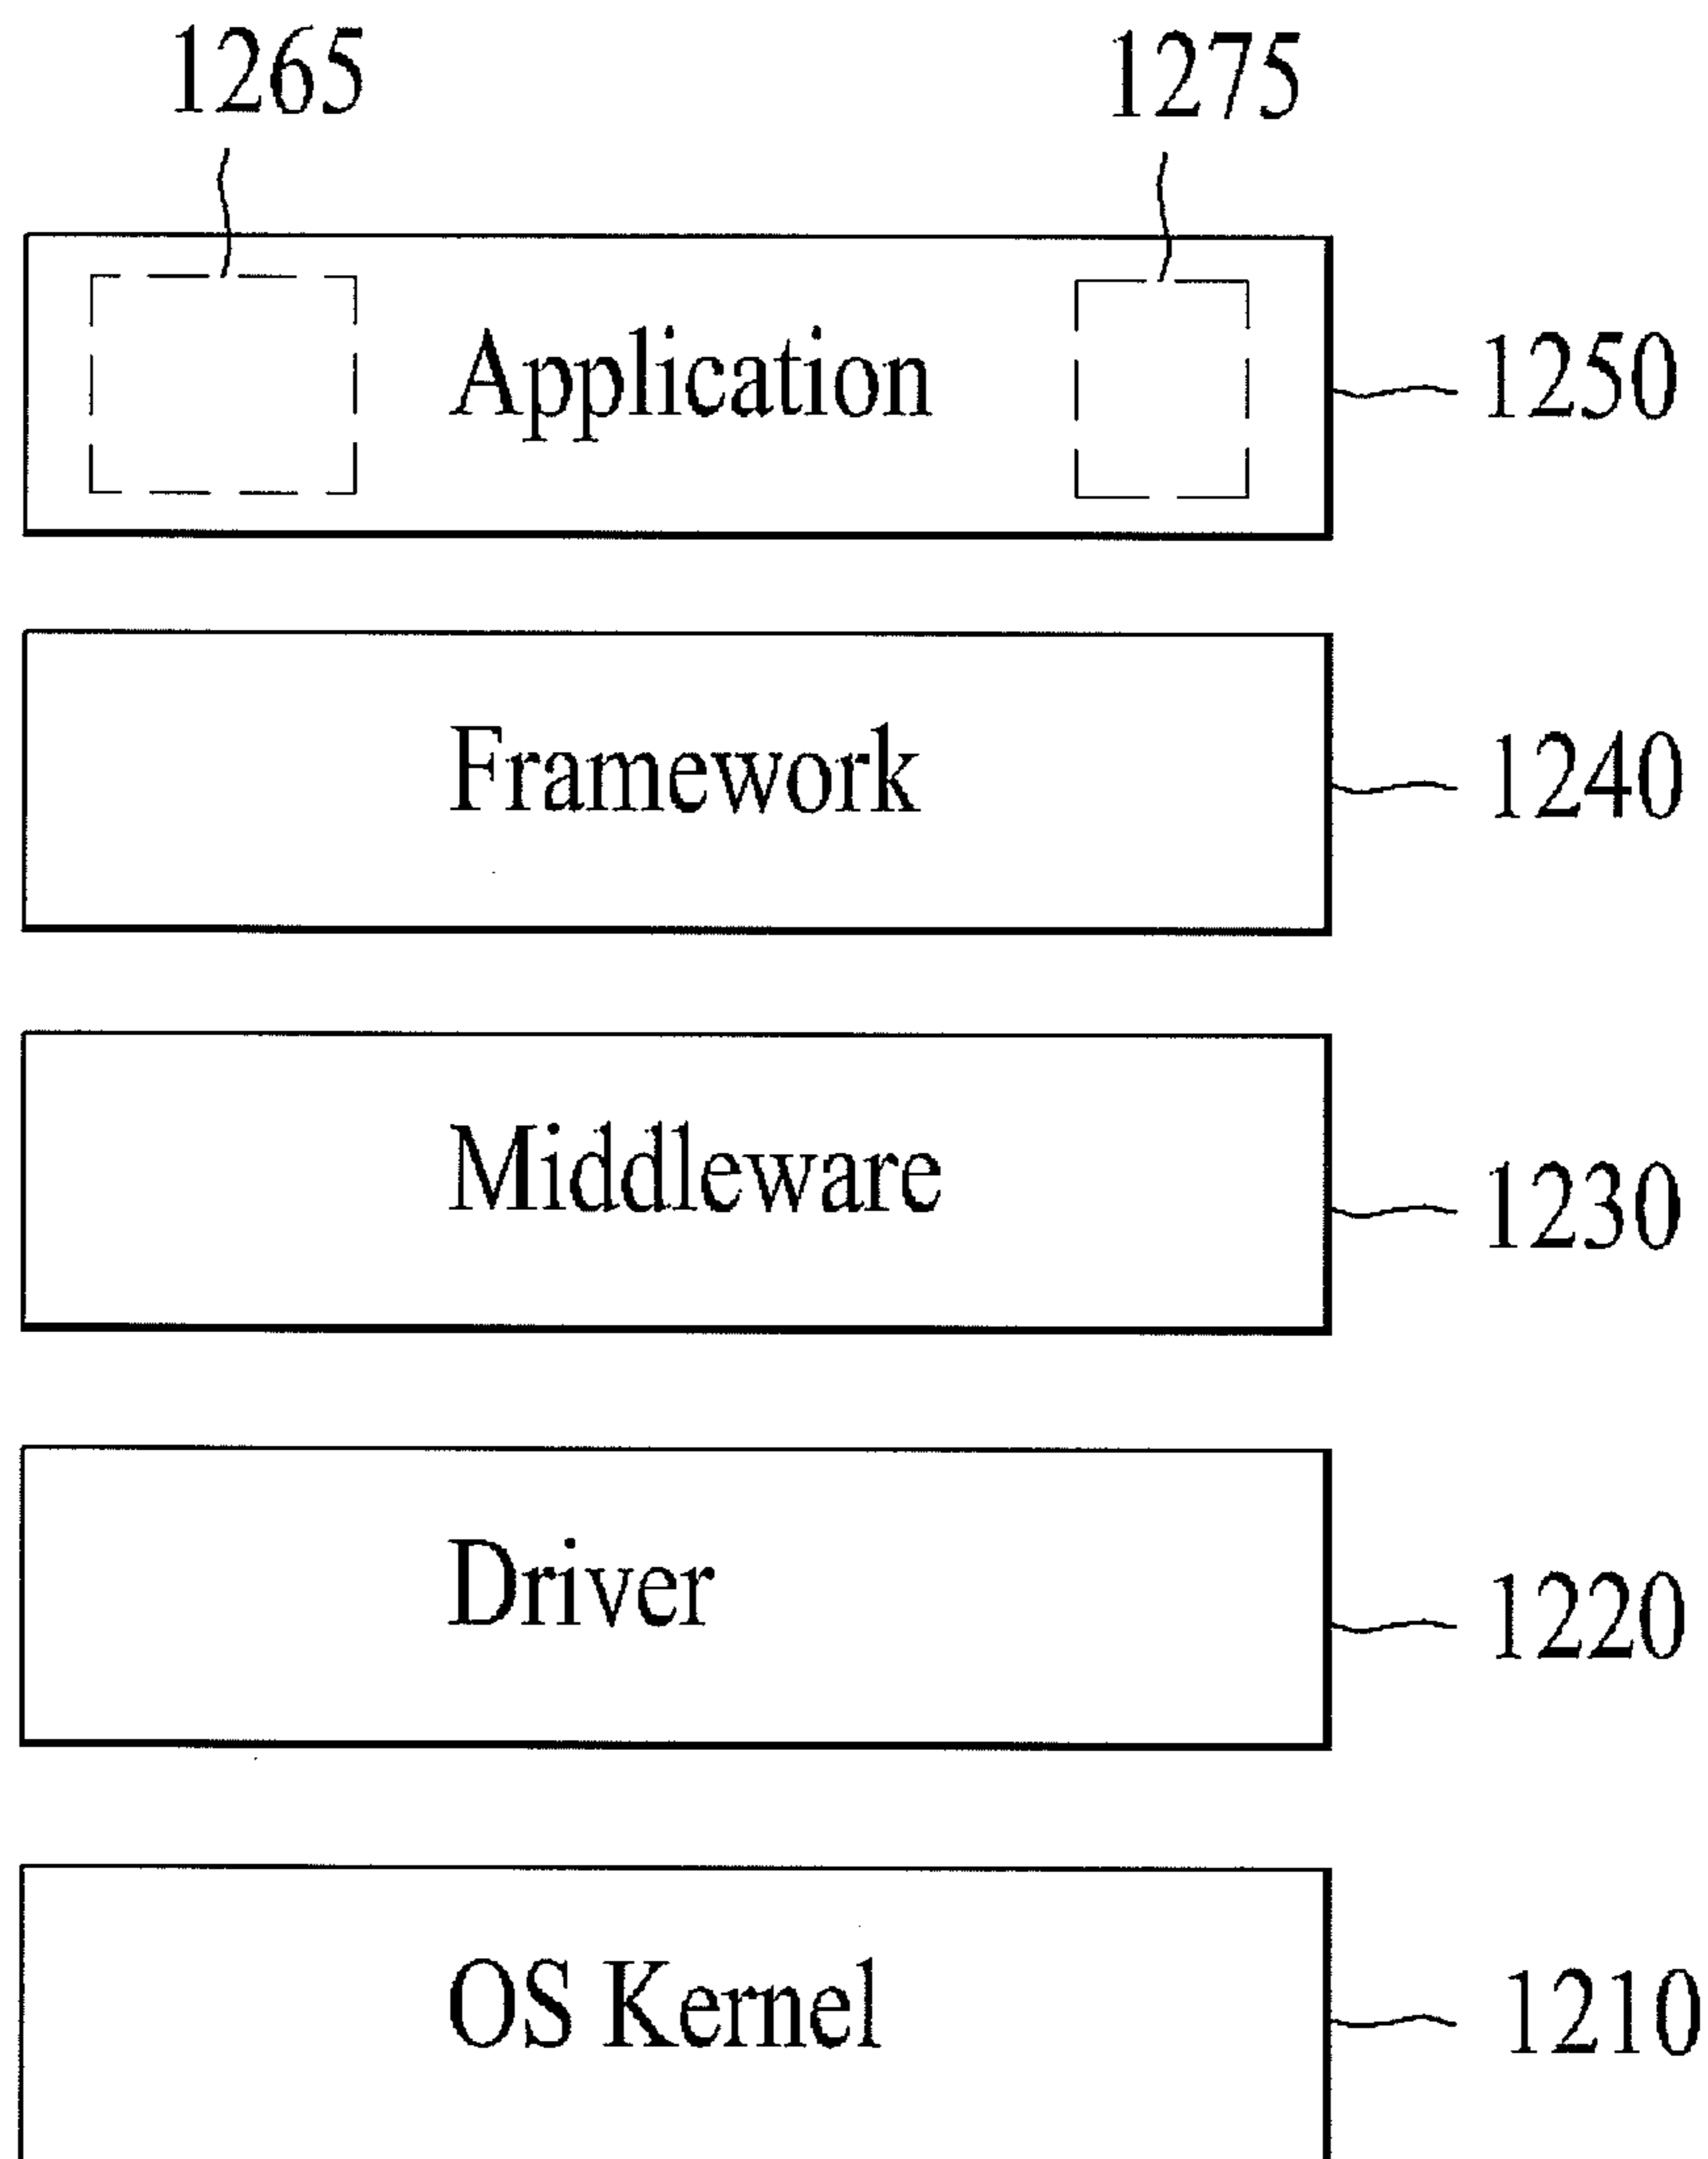 1265 1275
Application 1250
Framework 1240
Middleware 1230
Driver 1220
OS Kernel 1210